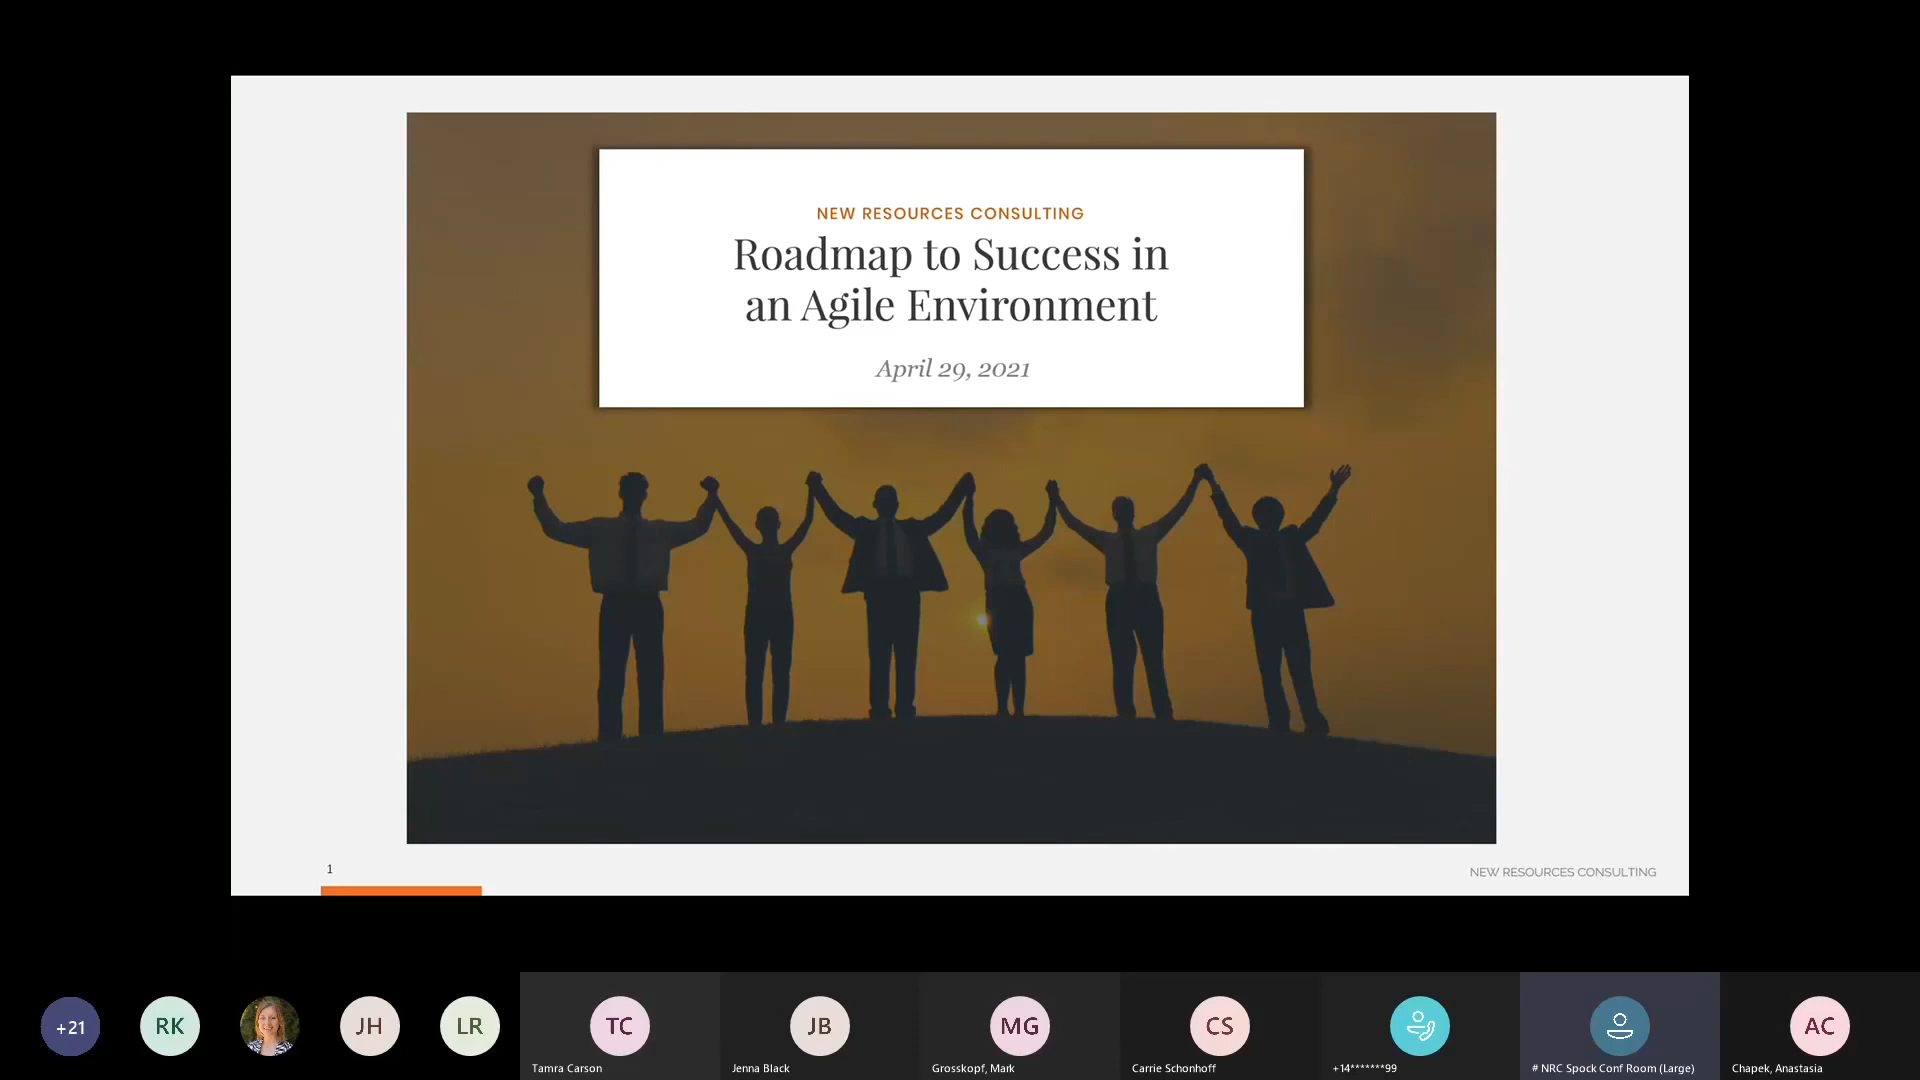 NEW RESOURCES CONSULTING
Roadmap to Success in
an Agile Environment
April 29, 2021
1
NEW RESOURCES CONSULTING
+21
RK
JH
LR
TC
JB
MG
CS
AC
Tamra Carson
Jenna Black
Grosskopf, Mark
Carrie Schonhoff
+14*******99
# NRC Spock Conf Room (Large)
Chapek, Anastasia